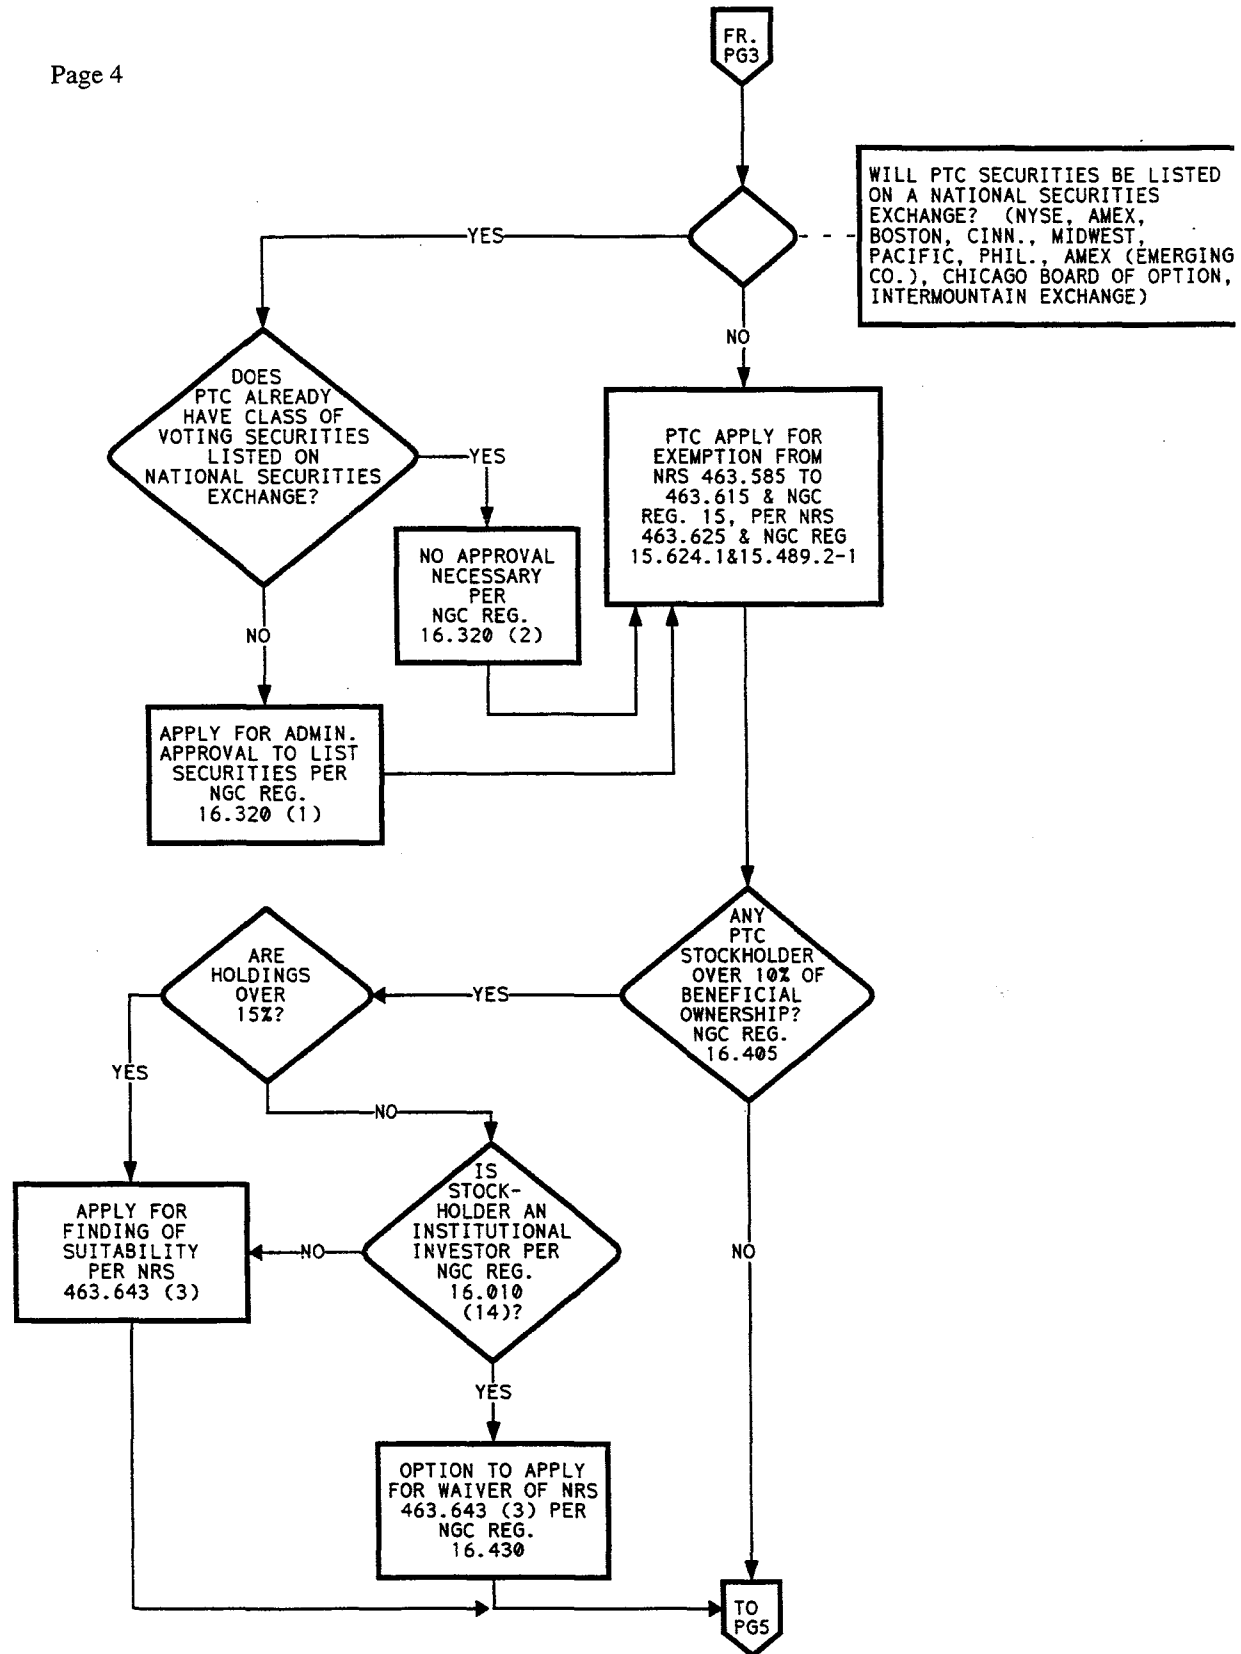 Page 4
FR.
PG3
WILL PTC SECURITIES BE LISTED
ON A NATIONAL SECURITIES
EXCHANGE? (NYSE, AMEX,
BOSTON, CINN., MIDWEST,
PACIFIC, PHIL., AMEX (EMERGING
CO.), CHICAGO BOARD OF OPTION,
INTERMOUNTAIN EXCHANGE)
YES
NO
DOES
PTC ALREADY
HAVE CLASS OF
VOTING SECURITIES
LISTED ON
NATIONAL SECURITIES
EXCHANGE?
YES
NO
PTC APPLY FOR
EXEMPTION FROM
NRS 463.585 TO
463.615 & NGC
REG. 15, PER NRS
463.625 & NGC REG
15.624.1&15.489.2-1
NO APPROVAL
NECESSARY
PER
NGC REG.
16.320 (2)
APPLY FOR ADMIN.
APPROVAL TO LIST
SECURITIES PER
NGC REG.
16.320 (1)
ANY
PTC
STOCKHOLDER
OVER 10% OF
BENEFICIAL
OWNERSHIP?
NGC REG.
16.405
YES
NO
ARE
HOLDINGS
OVER
15%?
YES
NO
IS
STOCK-
HOLDER AN
INSTITUTIONAL
INVESTOR PER
NGC REG.
16.010
(14)?
NO
YES
APPLY FOR
FINDING OF
SUITABILITY
PER NRS
463.643 (3)
OPTION TO APPLY
FOR WAIVER OF NRS
463.643 (3) PER
NGC REG.
16.430
TO
PG5